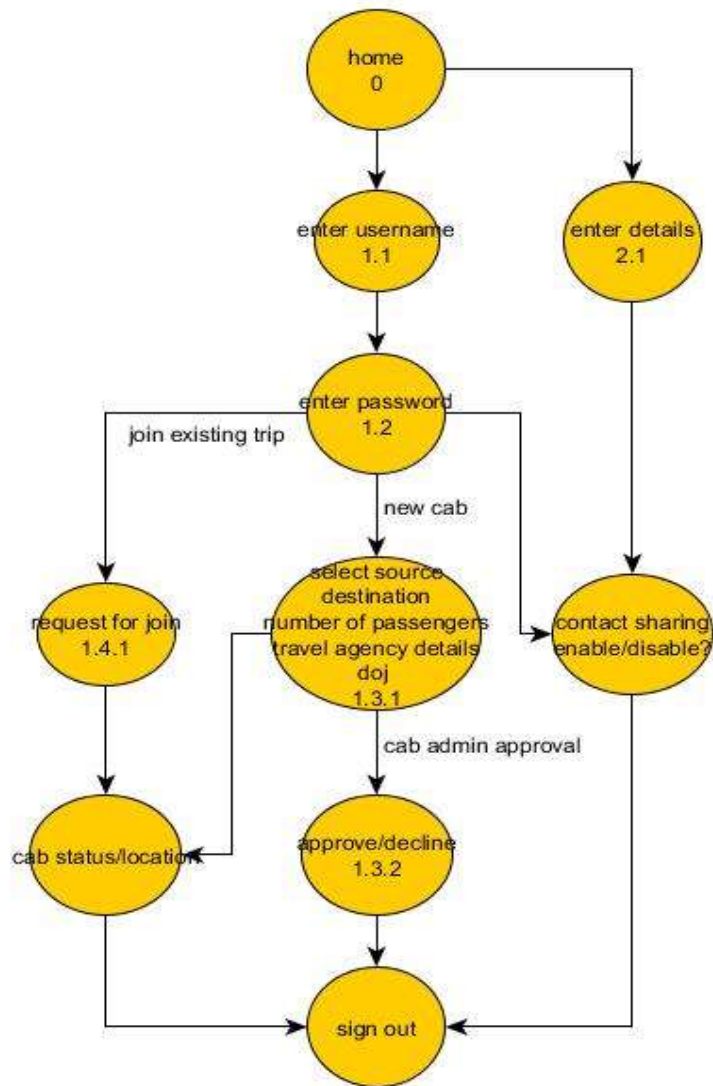 home
0
enter username
1.1
enter details
2.1
enter password
1.2
join existing trip
new cab
request for join
1.4.1
select source
destination
number of passengers
travel agency details
doj
1.3.1
contact sharing
enable/disable?
cab admin approval
cab status/location
approve/decline
1.3.2
sign out